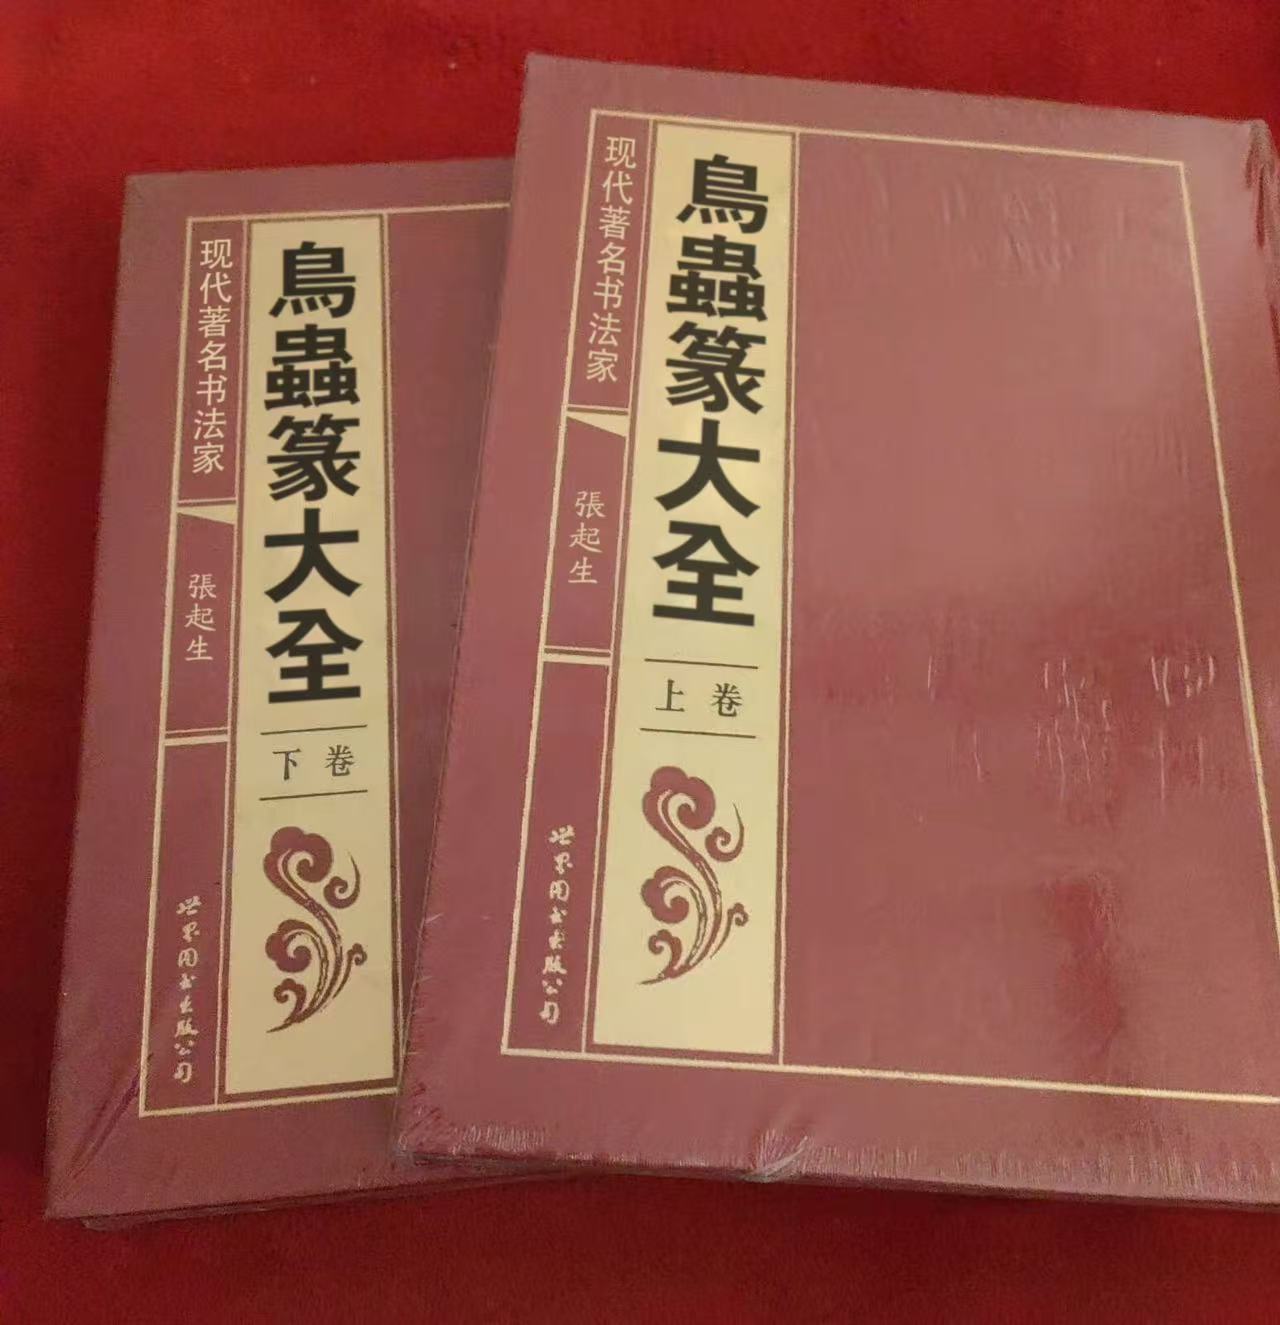 现代著名书法家
張起生
世界图书出版公司
鳥蟲篆大全
下卷
现代著名书法家
張起生
世界图书出版公司
鳥蟲篆大全
上卷